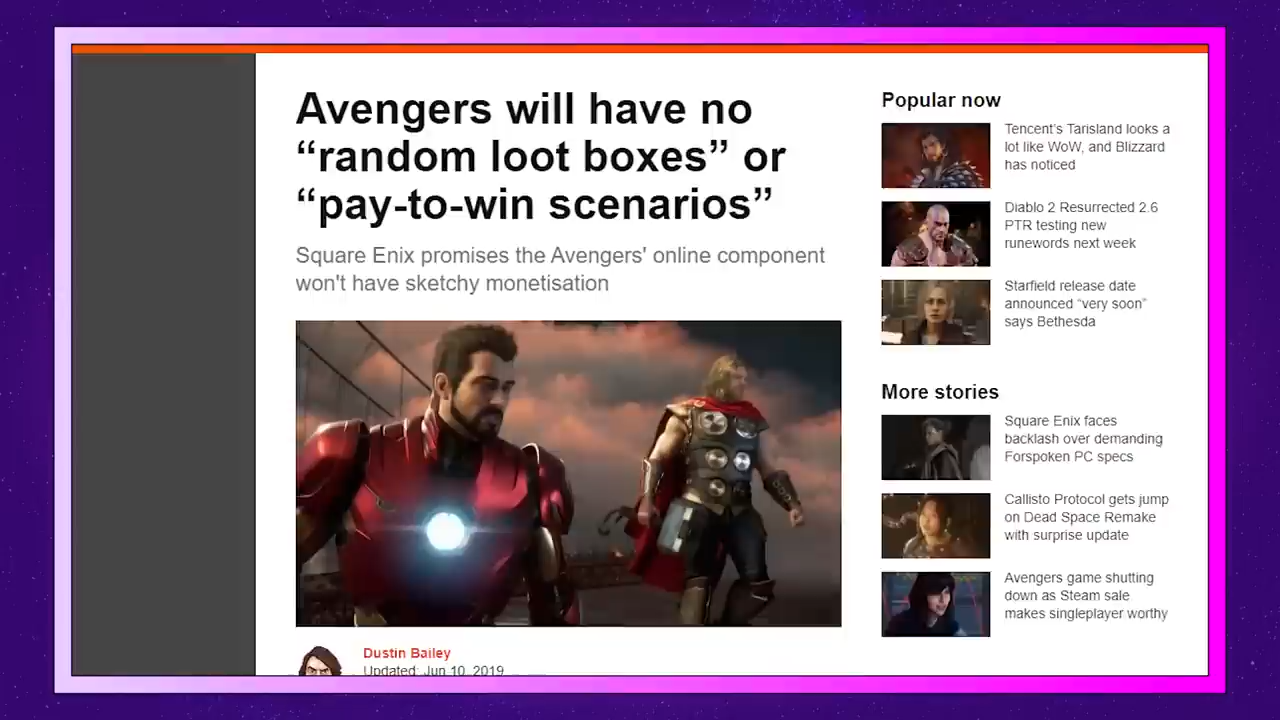 Avengers will have no
“random loot boxes” or
“pay-to-win scenarios”
Square Enix promises the Avengers' online component
won't have sketchy monetisation
Dustin Bailey
Updated: Jun 10, 2019
Popular now
Tencent’s Tarisland looks a
lot like WoW, and Blizzard
has noticed
Diablo 2 Resurrected 2.6
PTR testing new
runewords next week
Starfield release date
announced “very soon”
says Bethesda
More stories
Square Enix faces
backlash over demanding
Forspoken PC specs
Callisto Protocol gets jump
on Dead Space Remake
with surprise update
Avengers game shutting
down as Steam sale
makes singleplayer worthy